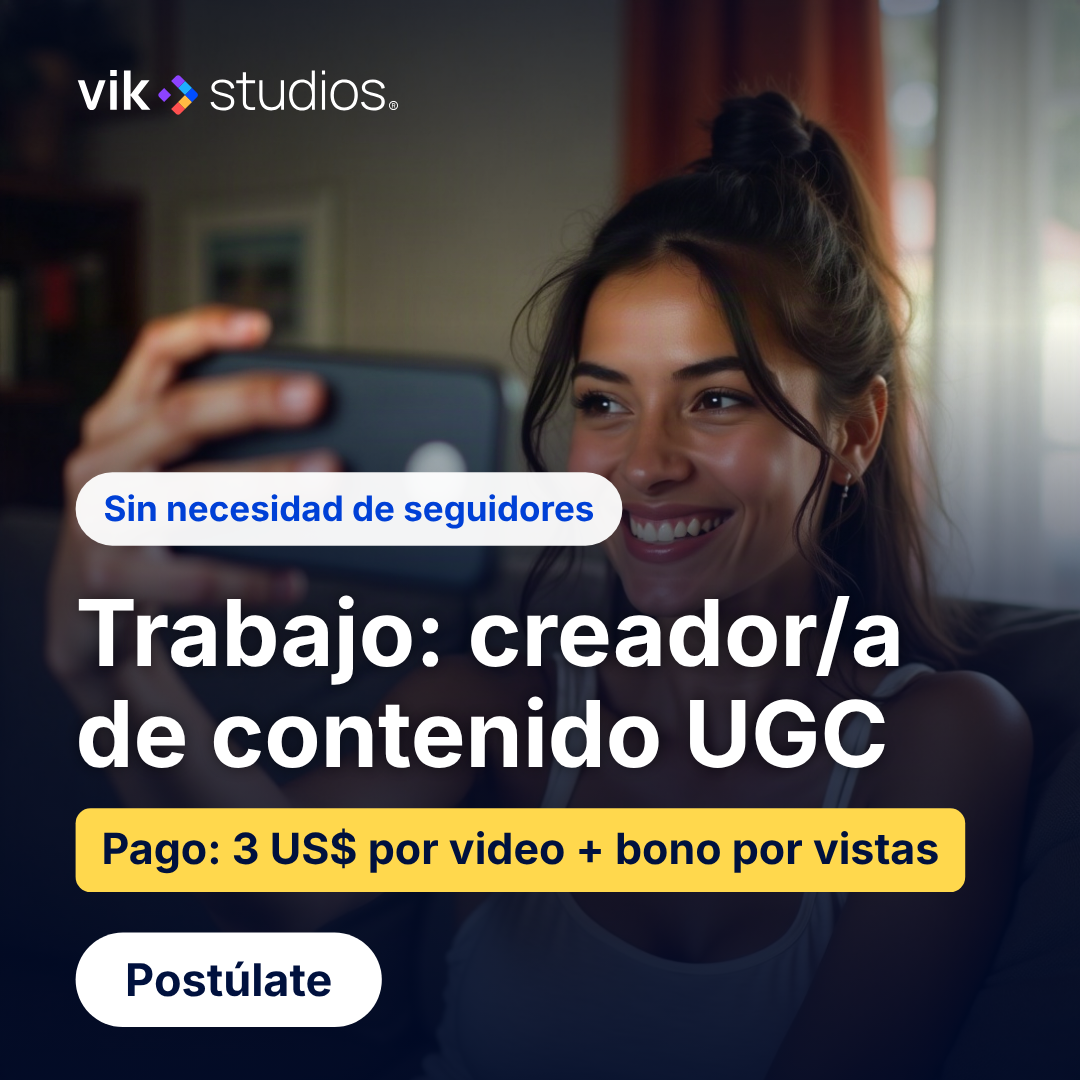 vik studios®
Sin necesidad de seguidores
Trabajo: creador/a
de contenido UGC
Pago: 3 US$ por video + bono por vistas
Postúlate